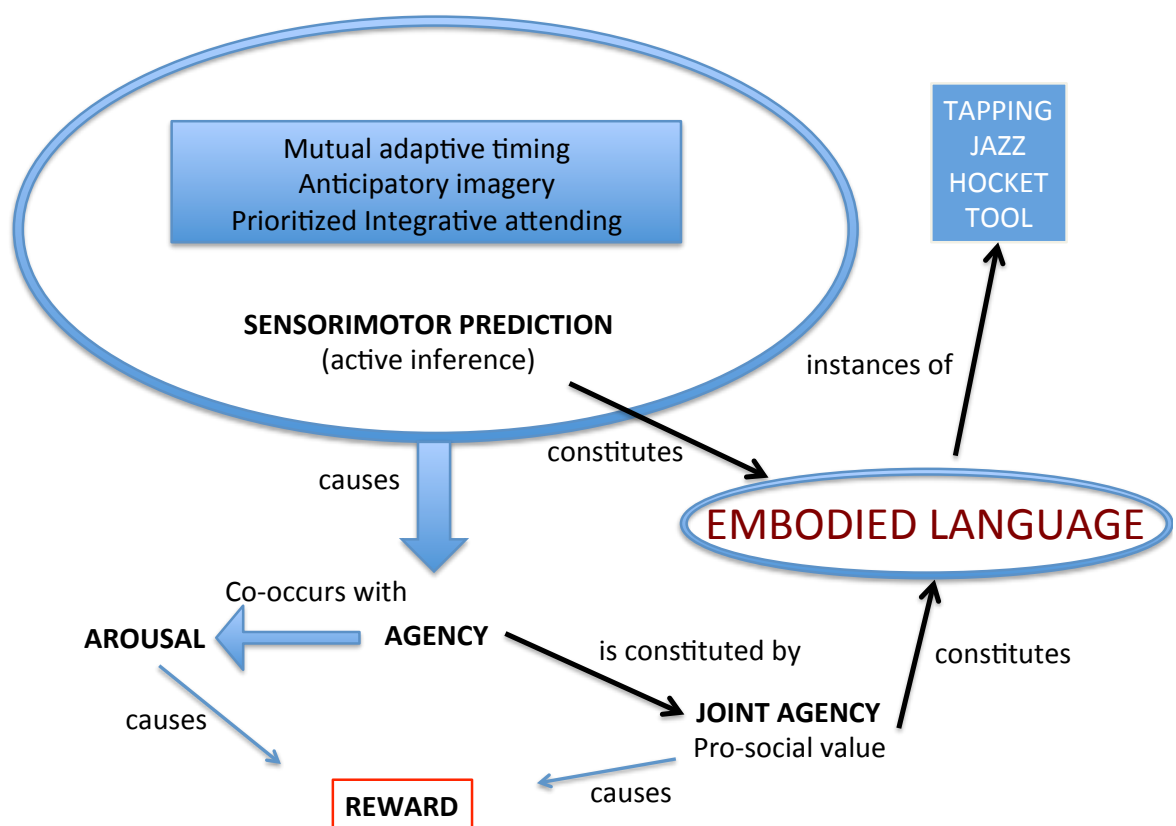 Mutual adaptive timing
Anticipatory imagery
Prioritized Integrative attending
SENSORIMOTOR PREDICTION
(active inference)
TAPPING
JAZZ
HOCKET
TOOL
instances of
constitutes
causes
EMBODIED LANGUAGE
Co-occurs with
AROUSAL
AGENCY
is constituted by
constitutes
causes
JOINT AGENCY
Pro-social value
causes
REWARD